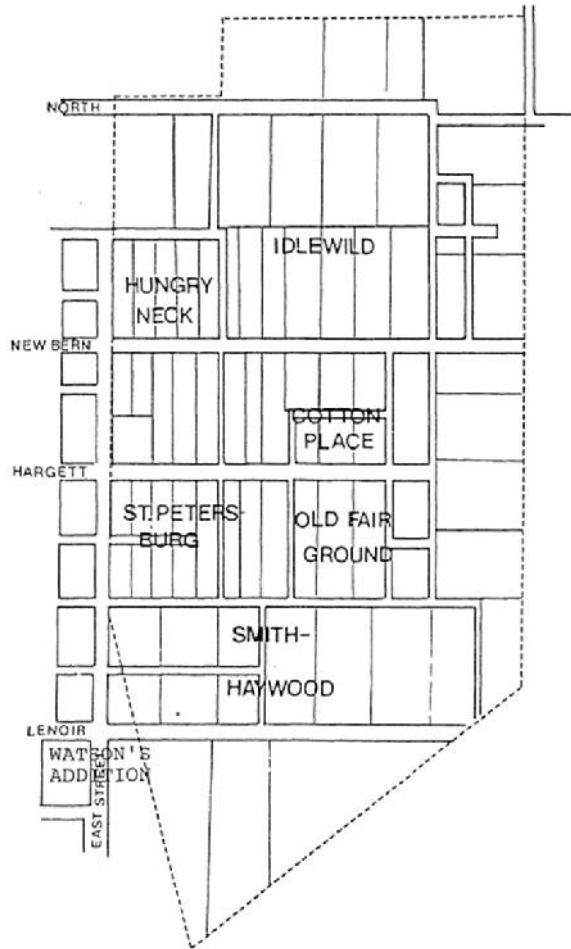 NORTH
IDLEWILD
HUNGRY
NECK
NEW BERN
COTTON
PLACE
HARGETT
ST. PETERS-
BURG
OLD FAIR
GROUND
SMITH-
HAYWOOD
LENOIR
WATSON'S
ADDITION
EAST STREET